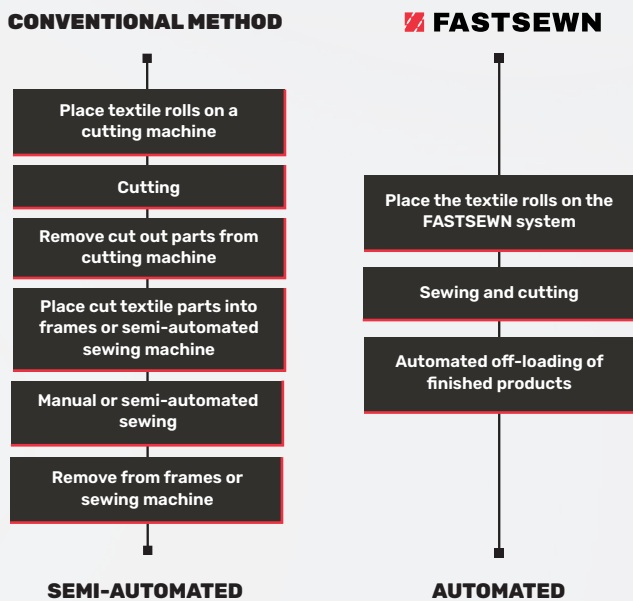 CONVENTIONAL METHOD
Place textile rolls on a
cutting machine
Cutting
Remove cut out parts from
cutting machine
Place cut textile parts into
frames or semi-automated
sewing machine
Manual or semi-automated
sewing
Remove from frames or
sewing machine
SEMI-AUTOMATED
FASTSEWN
Place the textile rolls on the
FASTSEWN system
Sewing and cutting
Automated off-loading of
finished products
AUTOMATED